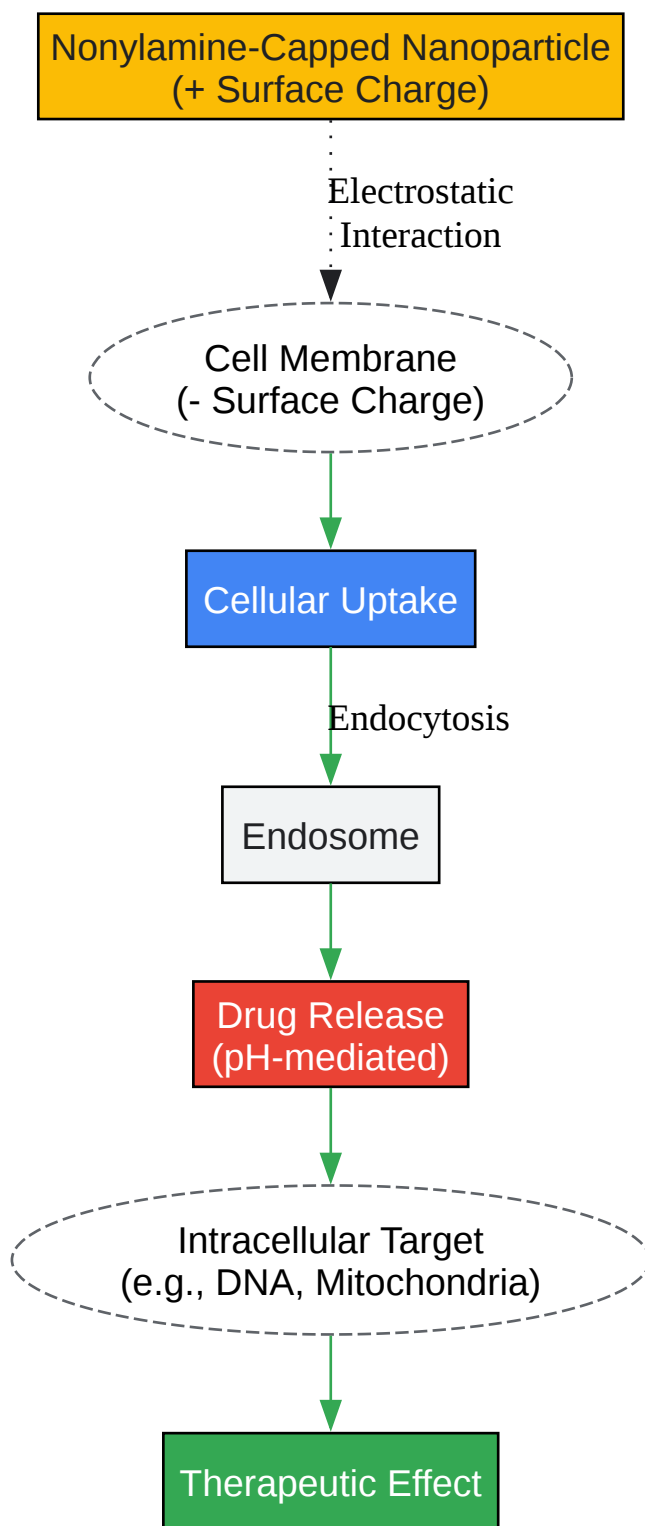 Nonylamine-Capped Nanoparticle
(+ Surface Charge)
Electrostatic
Interaction
Cell Membrane
(- Surface Charge)
Cellular Uptake
Endocytosis
Endosome
Drug Release
(pH-mediated)
Intracellular Target
(e.g., DNA, Mitochondria)
Therapeutic Effect